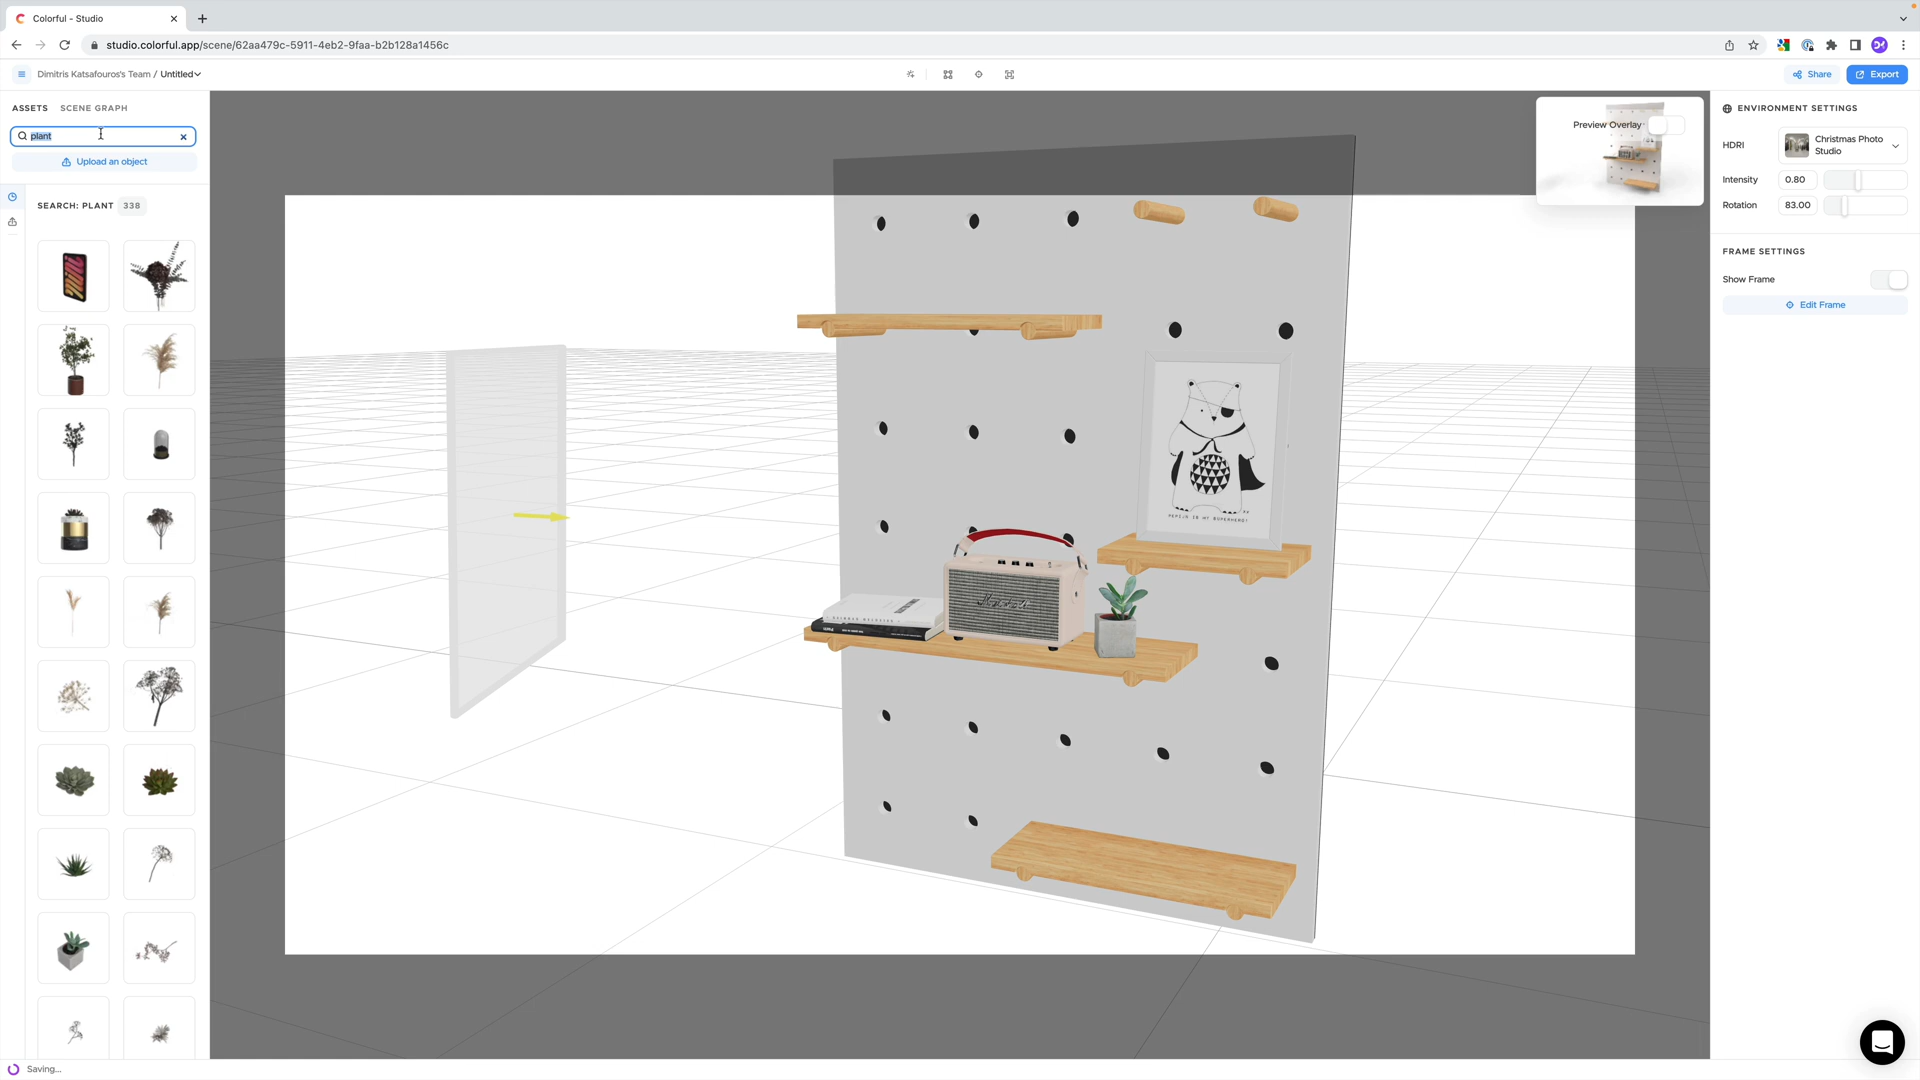 Colorful - Studio
studio.colorful.app/scene/62aa479c-5911-4eb2-9faa-b2b128a1456c
Dimitris Katsafouros's Team / Untitled
Share
Export
ASSETS
SCENE GRAPH
plant
Upload an object
SEARCH: PLANT 338
Preview Overlay
ENVIRONMENT SETTINGS
HDRI
Christmas Photo
Studio
Intensity
0.80
Rotation
83.00
FRAME SETTINGS
Show Frame
Edit Frame
Marshall
Saving...